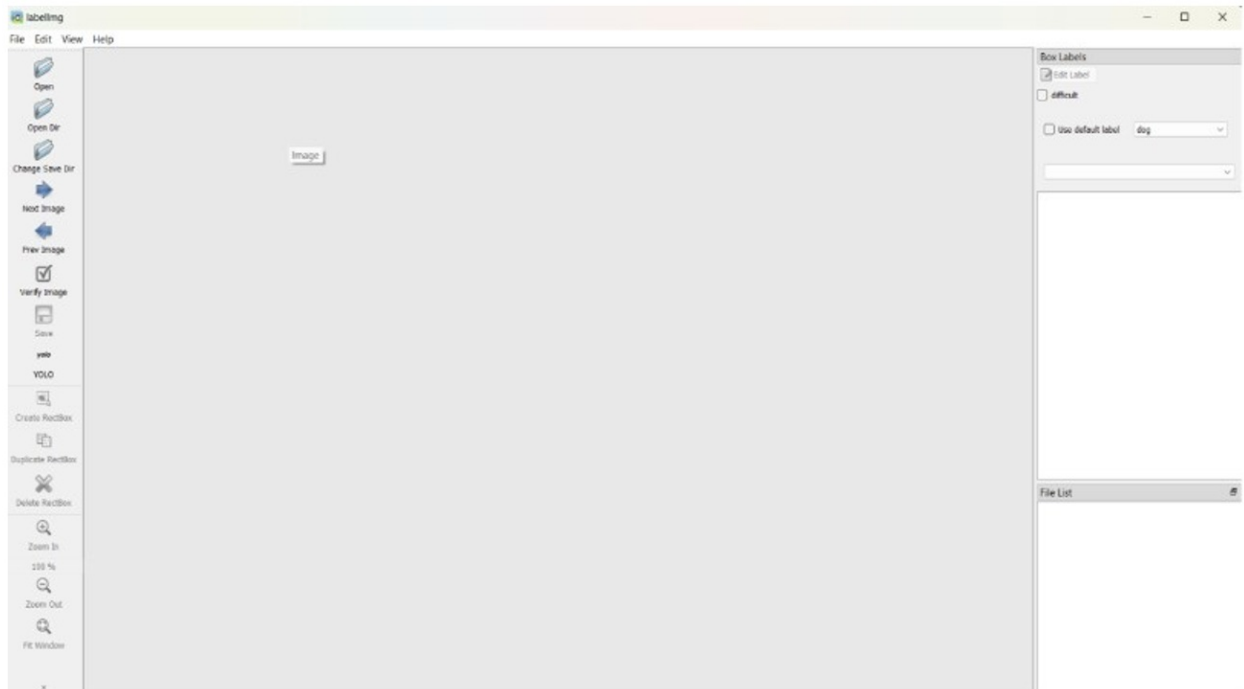 labelImg
File Edit View Help
Open
Open Dir
Change Save Dir
Next Image
Prev Image
Verify Image
Save
yolo
YOLO
Create RectBox
Duplicate RectBox
Delete RectBox
Zoom In
100 %
Zoom Out
Fit Window
Image
Box Labels
Edit Label
difficult
Use default label dog
File List